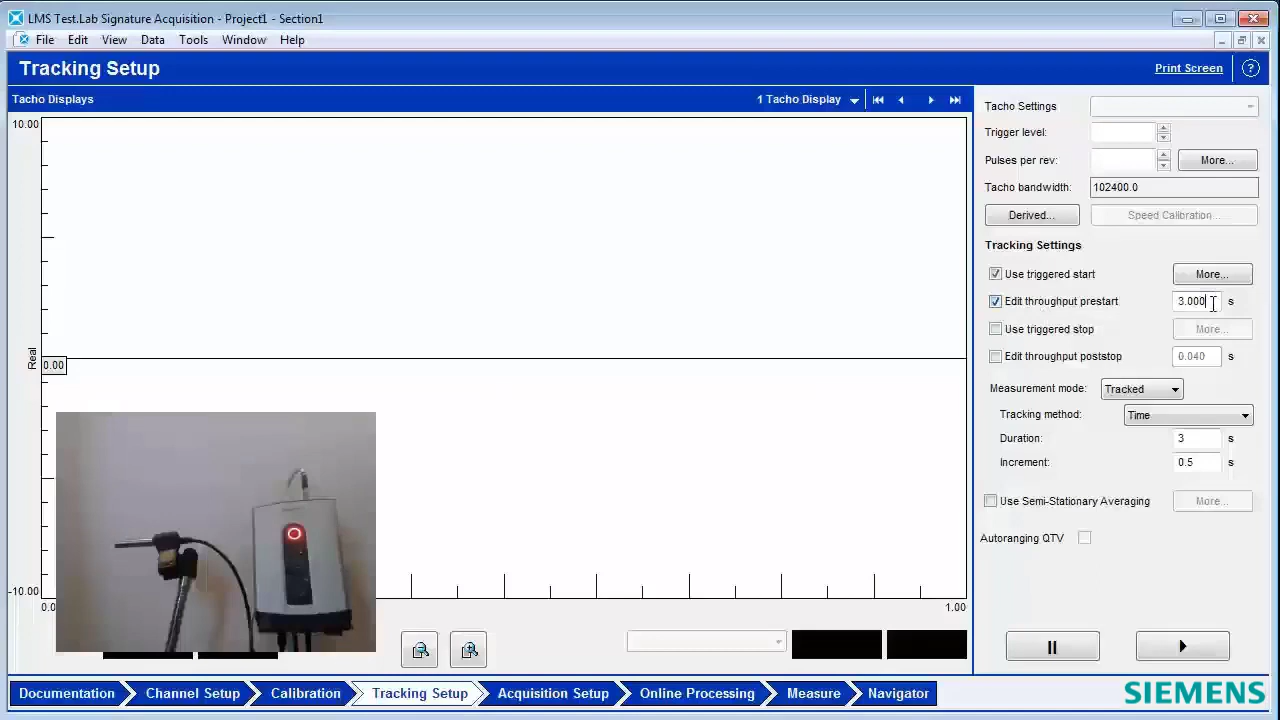 LMS Test.Lab Signature Acquisition - Project1 - Section1
File Edit View Data Tools Window Help
Tracking Setup
Print Screen
?
Tacho Displays
1 Tacho Display
10.00
Real
0.00
-10.00
0.0
1.00
Tacho Settings
Trigger level:
Pulses per rev:
More...
Tacho bandwidth:
102400.0
Derived...
Speed Calibration...
Tracking Settings
Use triggered start
More...
Edit throughput prestart
3.000 s
Use triggered stop
More...
Edit throughput poststop
0.040 s
Measurement mode: Tracked
Tracking method: Time
Duration: 3 s
Increment: 0.5 s
Use Semi-Stationary Averaging
More...
Autoranging QTV
Documentation Channel Setup Calibration Tracking Setup Acquisition Setup Online Processing Measure Navigator
SIEMENS